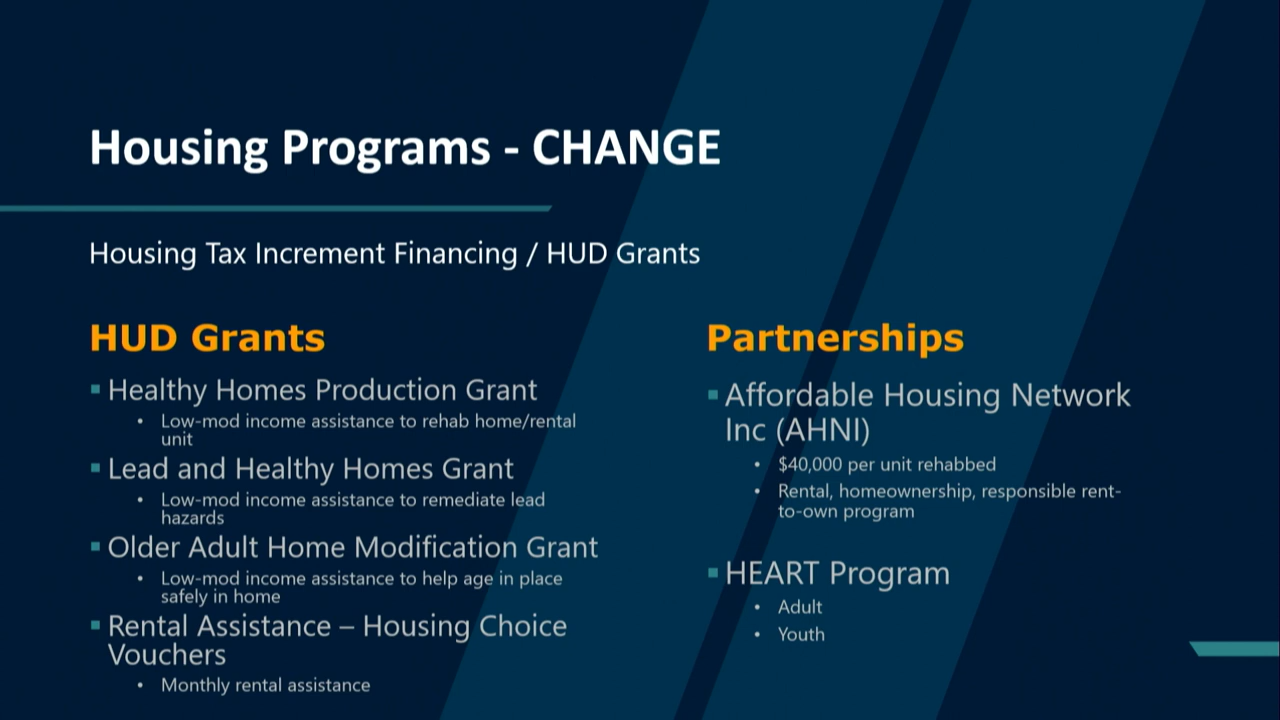 Housing Programs - CHANGE
Housing Tax Increment Financing / HUD Grants
HUD Grants
▪ Healthy Homes Production Grant
• Low-mod income assistance to rehab home/rental
unit
▪ Lead and Healthy Homes Grant
• Low-mod income assistance to remediate lead
hazards
▪ Older Adult Home Modification Grant
• Low-mod income assistance to help age in place
safely in home
▪ Rental Assistance – Housing Choice
Vouchers
• Monthly rental assistance
Partnerships
▪ Affordable Housing Network
Inc (AHNI)
• $40,000 per unit rehabbed
• Rental, homeownership, responsible rent-
to-own program
▪ HEART Program
• Adult
• Youth